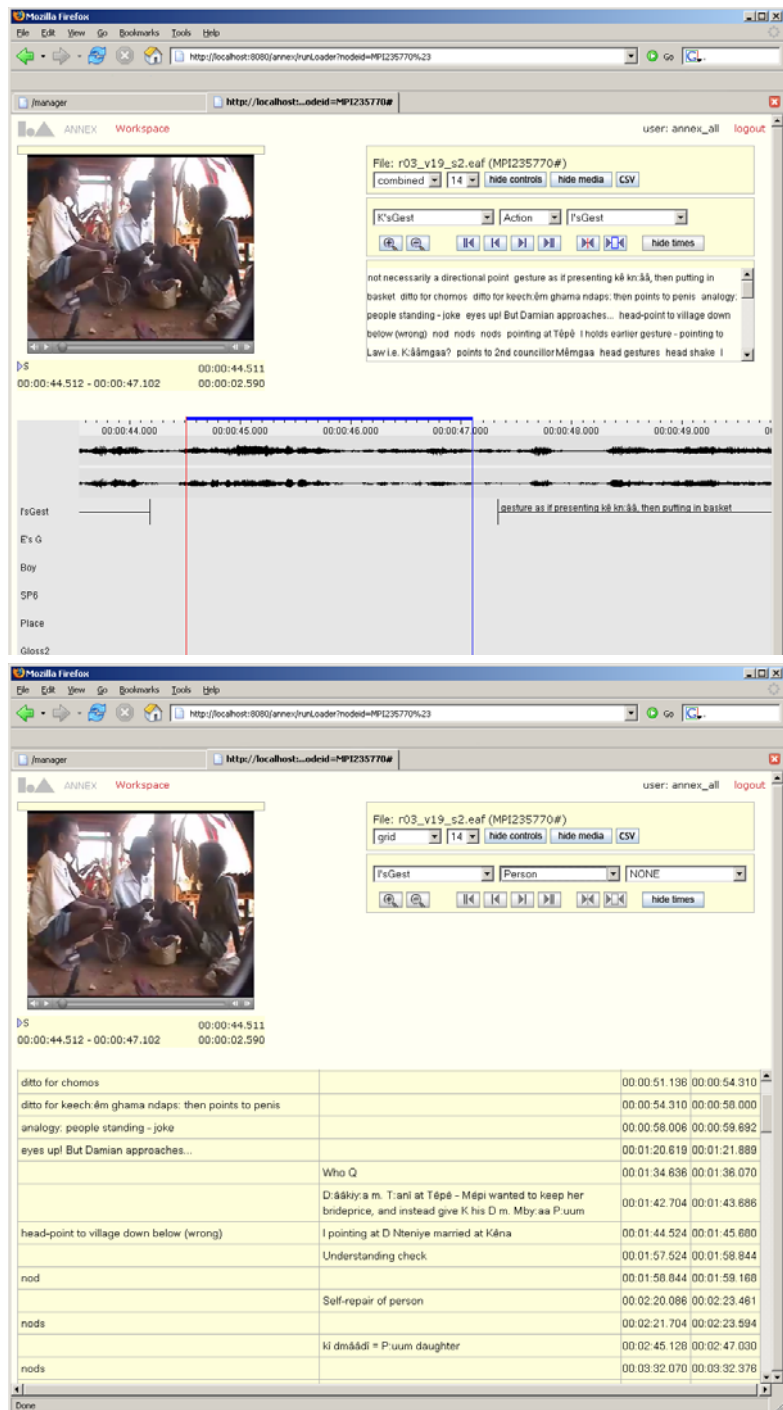 Mozilla Firefox
File Edit View Go Bookmarks Tools Help
http://localhost:8080/annex/runLoader?nodeid=MPI235770%23
Go
/manager
http://localhost:...odeid=MPI235770#
ANNEX Workspace
user: annex_all logout
File: r03_v19_s2.eaf (MPI235770#)
combined 14 hide controls hide media CSV
K'sGest Action I'sGest
hide times
not necessarily a directional point gesture as if presenting kê kn:ââ, then putting in
basket ditto for chomos ditto for keech:êm ghama ndaps: then points to penis analogy:
people standing - joke eyes up! But Damian approaches... head-point to village down
below (wrong) nod nods nods pointing at Têpê I holds earlier gesture - pointing to
Law i.e. K:ââmgaa? points to 2nd councillorMêmgaa head gestures head shake I
S 00:00:44.511
00:00:44.512 - 00:00:47.102 00:00:02.590
00:00:44.000 00:00:45.000 00:00:46.000 00:00:47.000 00:00:48.000 00:00:49.000
I'sGest gesture as if presenting kê kn:ââ, then putting in basket
E's G
Boy
SP6
Place
Gloss2
Mozilla Firefox
File Edit View Go Bookmarks Tools Help
http://localhost:8080/annex/runLoader?nodeid=MPI235770%23
Go
/manager
http://localhost:...odeid=MPI235770#
ANNEX Workspace
user: annex_all logout
File: r03_v19_s2.eaf (MPI235770#)
grid 14 hide controls hide media CSV
I'sGest Person NONE
hide times
S 00:00:44.511
00:00:44.512 - 00:00:47.102 00:00:02.590
ditto for chomos 00:00:51.136 00:00:54.310
ditto for keech:êm ghama ndaps: then points to penis 00:00:54.310 00:00:58.000
analogy: people standing - joke 00:00:58.006 00:00:59.692
eyes up! But Damian approaches... 00:01:20.619 00:01:21.889
Who Q 00:01:34.636 00:01:36.070
D:ââkiy:a m. T:anî at Têpê - Mépi wanted to keep her
brideprice, and instead give K his D m. Mby:aa P:uum 00:01:42.704 00:01:43.686
head-point to village down below (wrong) I pointing at D Nteniye married at Kêna 00:01:44.524 00:01:45.680
Understanding check 00:01:57.524 00:01:58.844
nod 00:01:58.844 00:01:59.168
Self-repair of person 00:02:20.086 00:02:23.461
nods 00:02:21.704 00:02:23.594
kî dmââdî = P:uum daughter 00:02:45.128 00:02:47.030
nods 00:03:32.070 00:03:32.376
Done